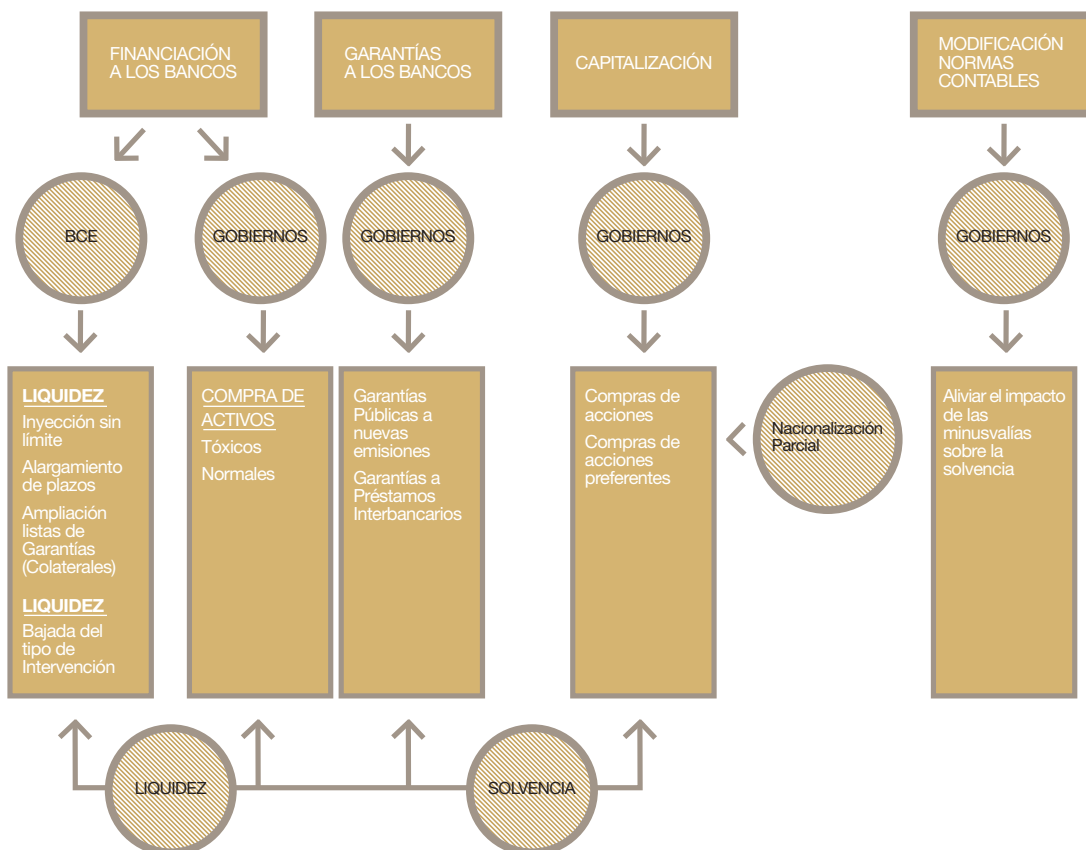 FINANCIACIÓN
A LOS BANCOS
GARANTÍAS
A LOS BANCOS
CAPITALIZACIÓN
MODIFICACIÓN
NORMAS
CONTABLES
BCE
GOBIERNOS
GOBIERNOS
GOBIERNOS
GOBIERNOS
LIQUIDEZ
Inyección sin
límite
Alargamiento
de plazos
Ampliación
listas de
Garantías
(Colaterales)
LIQUIDEZ
Bajada del
tipo de
Intervención
COMPRA DE
ACTIVOS
Tóxicos
Normales
Garantías
Públicas a
nuevas
emisiones
Garantías a
Préstamos
Interbancarios
Compras de
acciones
Compras de
acciones
preferentes
Nacionalización
Parcial
Aliviar el impacto
de las
minusvalías
sobre la
solvencia
LIQUIDEZ
SOLVENCIA